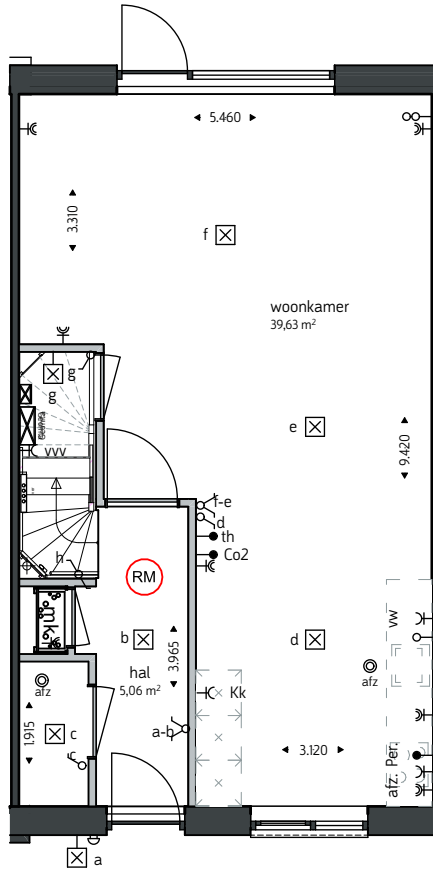 5.460
3.310
f
woonkamer
39,63 m²
g
g
vvv
e
9.420
f-e
d
th
Co2
h
RM
mk
b
hal
5,06 m²
3.965
d
vw
afz
afz
Kk
1.915
c
c
a-b
3.120
afz. Per.
a